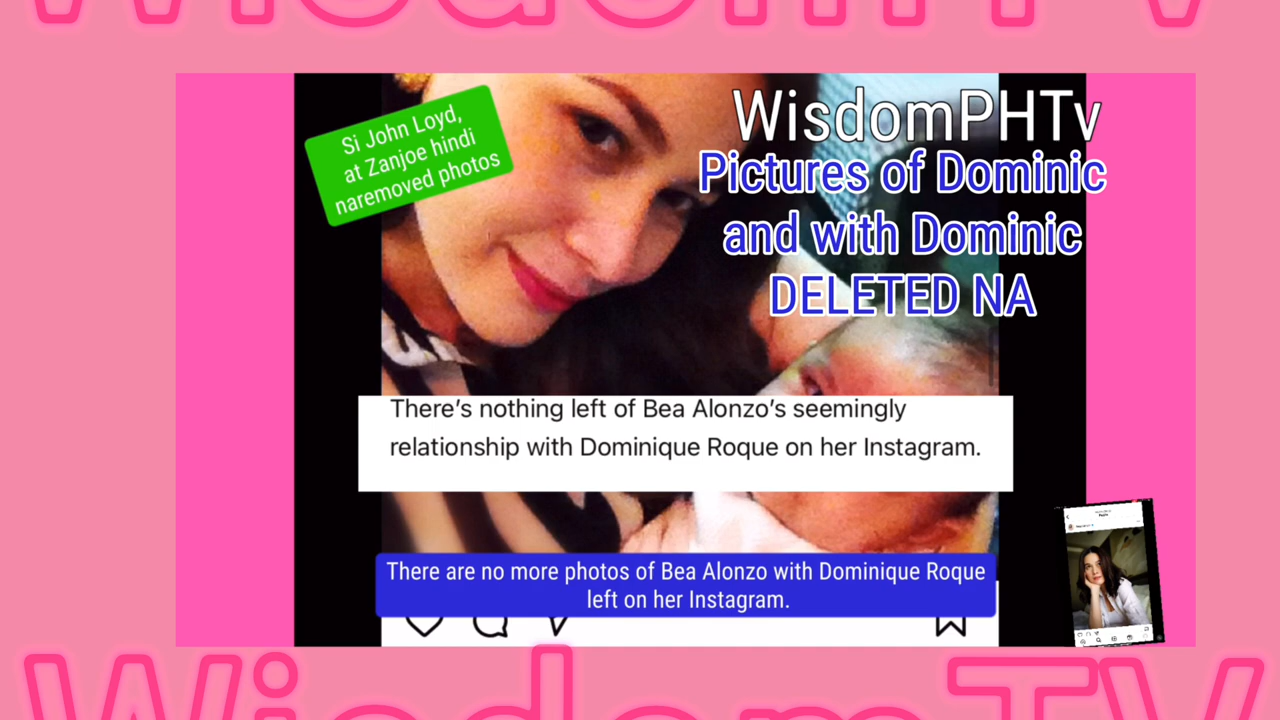 WisdomTV
Si John Loyd,
at Zanjoe hindi
naremoved photos
WisdomPHTv
Pictures of Dominic
and with Dominic
DELETED NA
There's nothing left of Bea Alonzo's seemingly
relationship with Dominique Roque on her Instagram.
There are no more photos of Bea Alonzo with Dominique Roque
left on her Instagram.
WisdomTV